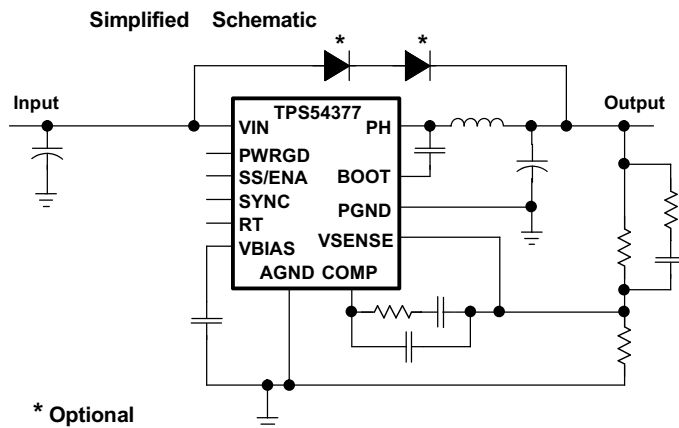 Simplified Schematic
* *
Input
Output
TPS54377
VIN
PH
PWRGD
SS/ENA
BOOT
SYNC
PGND
RT
VSENSE
VBIAS
AGND COMP
* Optional